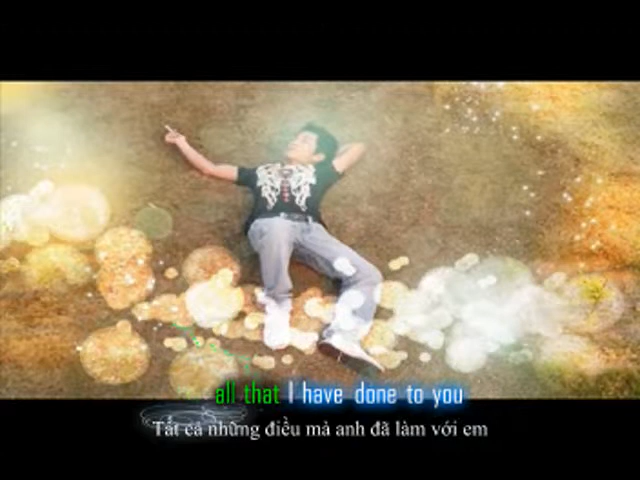 all that I have done to you
Tất cả những điều mà anh đã làm với em